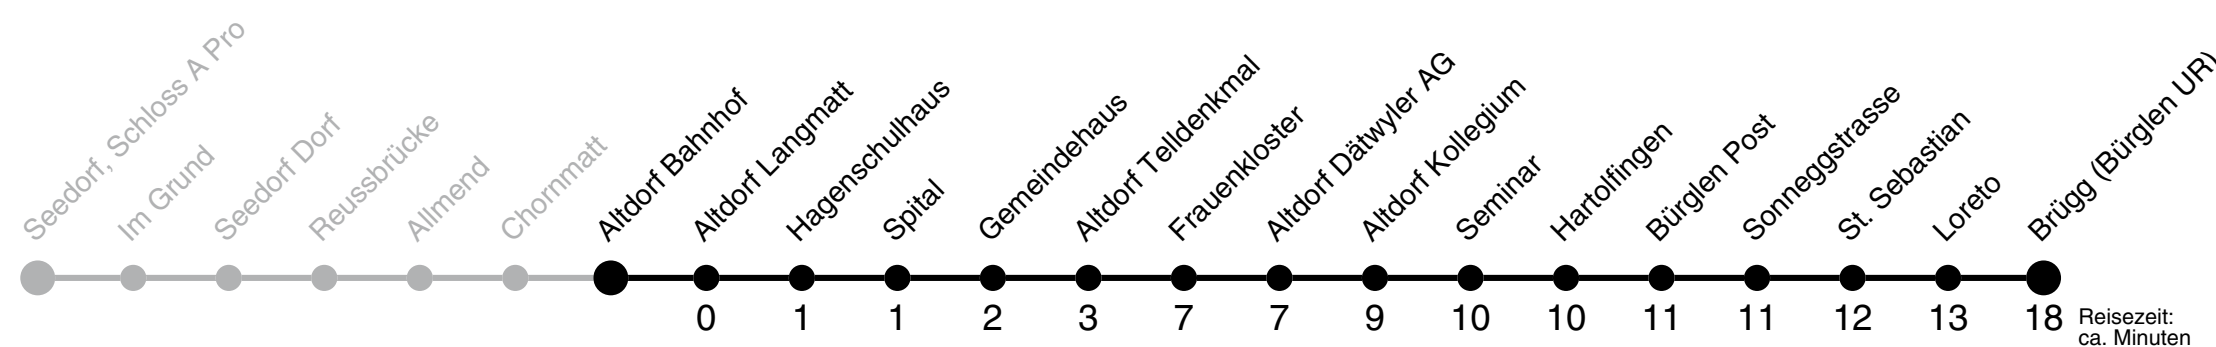 Seedorf, Schloss A Pro
Im Grund
Seedorf Dorf
Reussbrücke
Allmend
Chornmatt
Altdorf Bahnhof
Altdorf Langmatt
Hagenschulhaus
Spital
Gemeindehaus
Altdorf Telldenkmal
Frauenkloster
Altdorf Dätwyler AG
Altdorf Kollegium
Seminar
Hartolfingen
Bürglen Post
Sonneggstrasse
St. Sebastian
Loreto
Brügg (Bürglen UR)
0 1 1 2 3 7 7 9 10 10 11 11 12 13 18
Reisezeit:
ca. Minuten